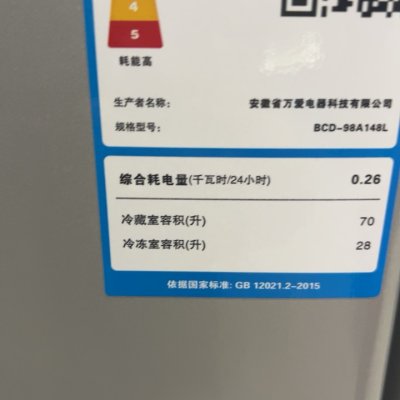 4
5
耗能高
生产者名称: 安徽省万爱电器科技有限公司
规格型号: BCD-98A148L
综合耗电量(千瓦时/24小时) 0.26
冷藏室容积(升) 70
冷冻室容积(升) 28
依据国家标准: GB 12021.2-2015